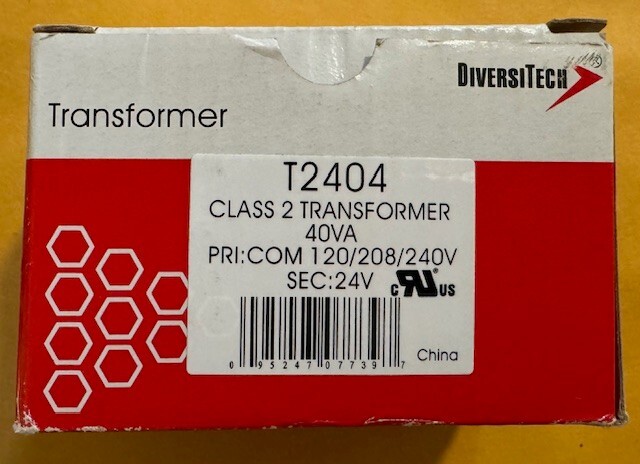 DIVERSITECH
Transformer
T2404
CLASS 2 TRANSFORMER
40VA
PRI:COM 120/208/240V
SEC:24V
c RU® US
0 95247 07739 7
China